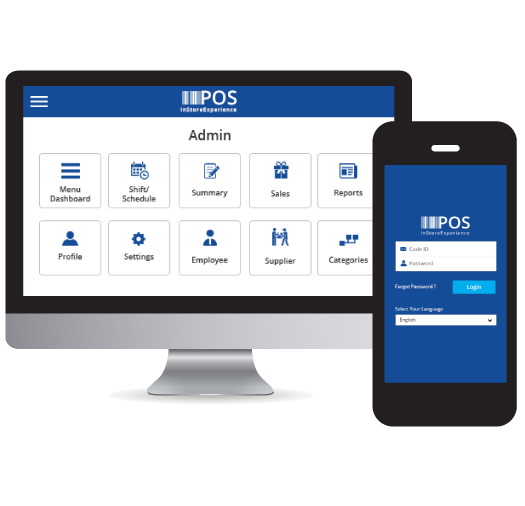 POS
InStoreExperience
Admin
Menu
Dashboard
Shift/
Schedule
Summary
Sales
Reports
Profile
Settings
Employee
Supplier
Categories
POS
InStoreExperience
Code ID
Password
Forgot Password ?
Login
Select Your Language
English